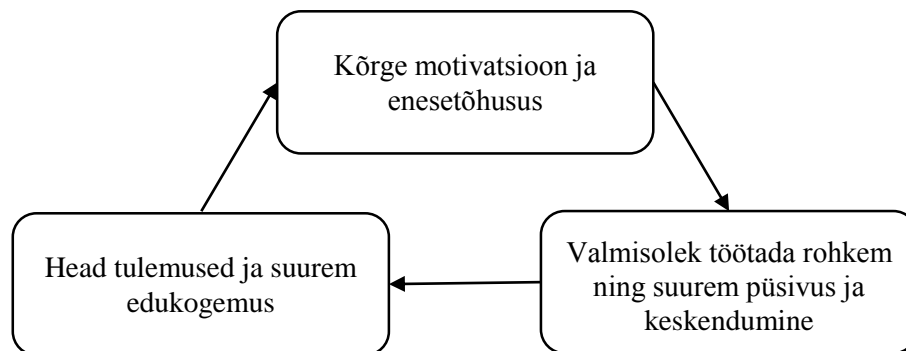 Kõrge motivatsioon ja
enesetõhusus
Valmisolek töötada rohkem
ning suurem püsivus ja
keskendumine
Head tulemused ja suurem
edukogemus